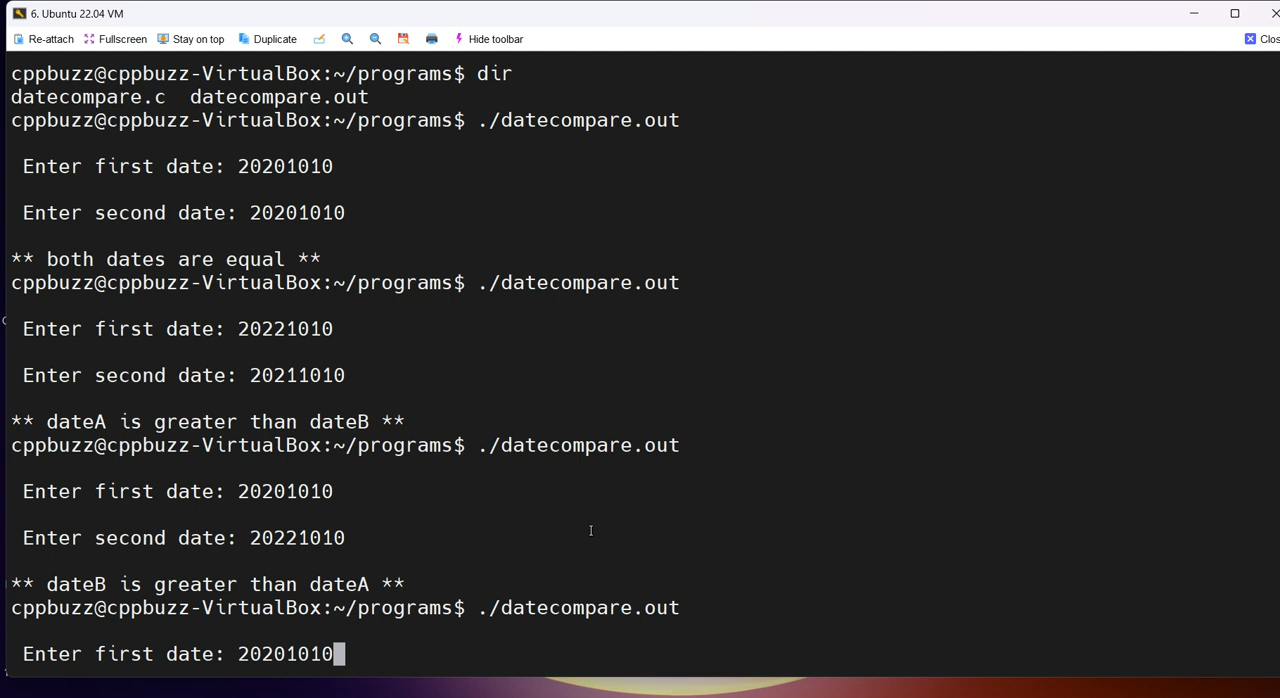 6. Ubuntu 22.04 VM
Re-attach Fullscreen Stay on top Duplicate Hide toolbar Clos
cppbuzz@cppbuzz-VirtualBox:~/programs$ dir
datecompare.c  datecompare.out
cppbuzz@cppbuzz-VirtualBox:~/programs$ ./datecompare.out
Enter first date: 20201010
Enter second date: 20201010
** both dates are equal **
cppbuzz@cppbuzz-VirtualBox:~/programs$ ./datecompare.out
Enter first date: 20221010
Enter second date: 20211010
** dateA is greater than dateB **
cppbuzz@cppbuzz-VirtualBox:~/programs$ ./datecompare.out
Enter first date: 20201010
Enter second date: 20221010
** dateB is greater than dateA **
cppbuzz@cppbuzz-VirtualBox:~/programs$ ./datecompare.out
Enter first date: 20201010